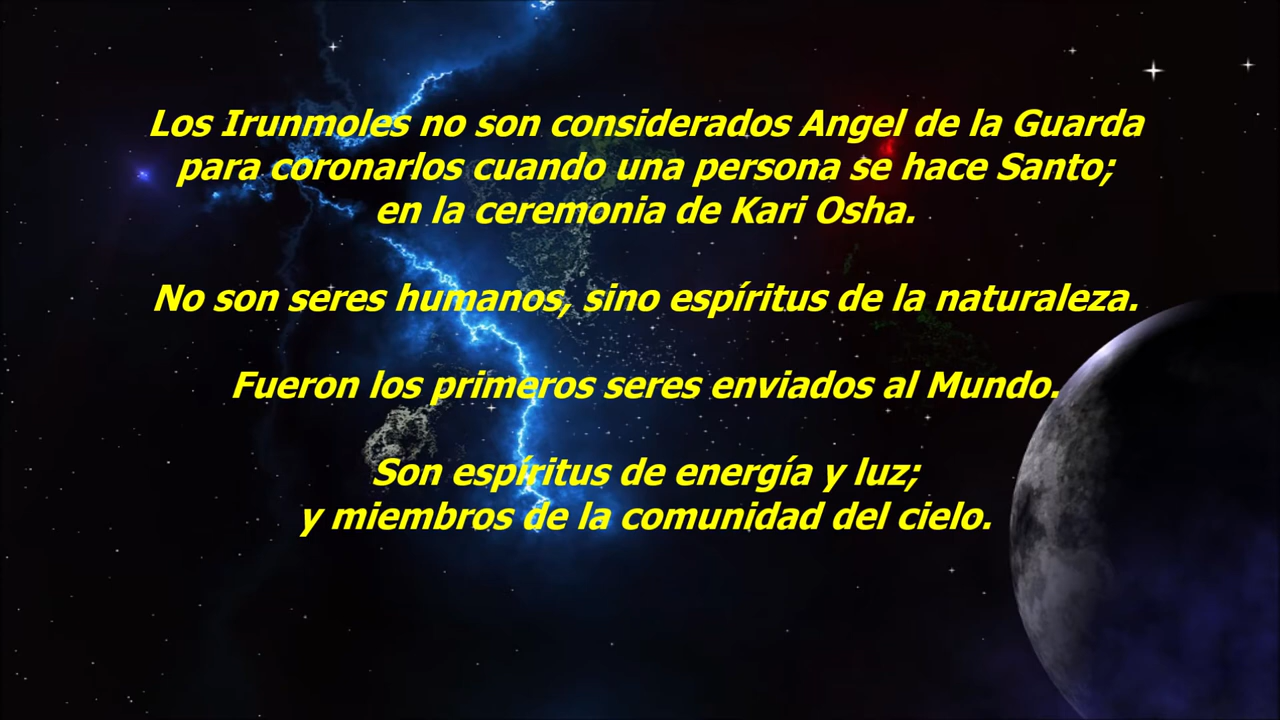 Los Irunmoles no son considerados Angel de la Guarda
para coronarlos cuando una persona se hace Santo;
en la ceremonia de Kari Osha.
No son seres humanos, sino espíritus de la naturaleza.
Fueron los primeros seres enviados al Mundo.
Son espíritus de energía y luz;
y miembros de la comunidad del cielo.